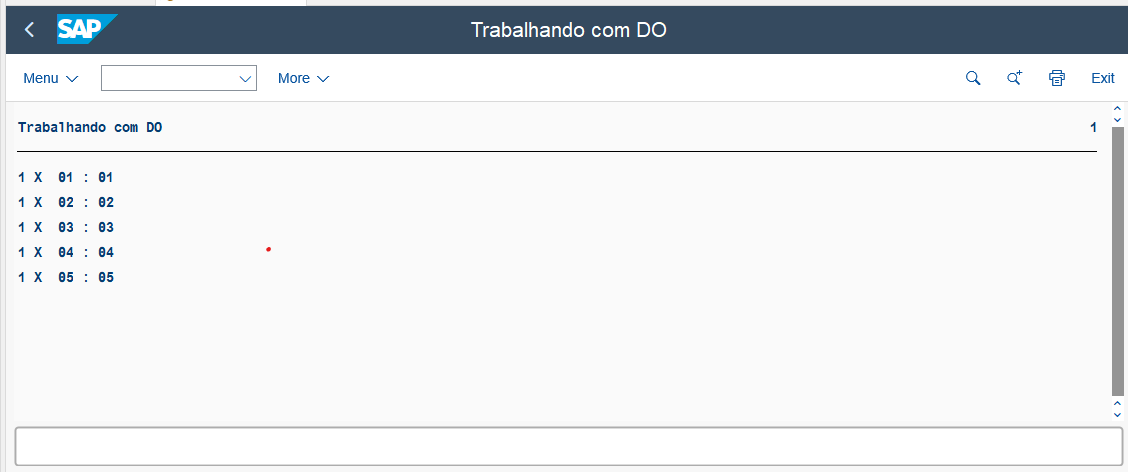 SAP Trabalhando com DO
Menu More Exit
Trabalhando com DO 1
1 X  01 : 01
1 X  02 : 02
1 X  03 : 03
1 X  04 : 04
1 X  05 : 05